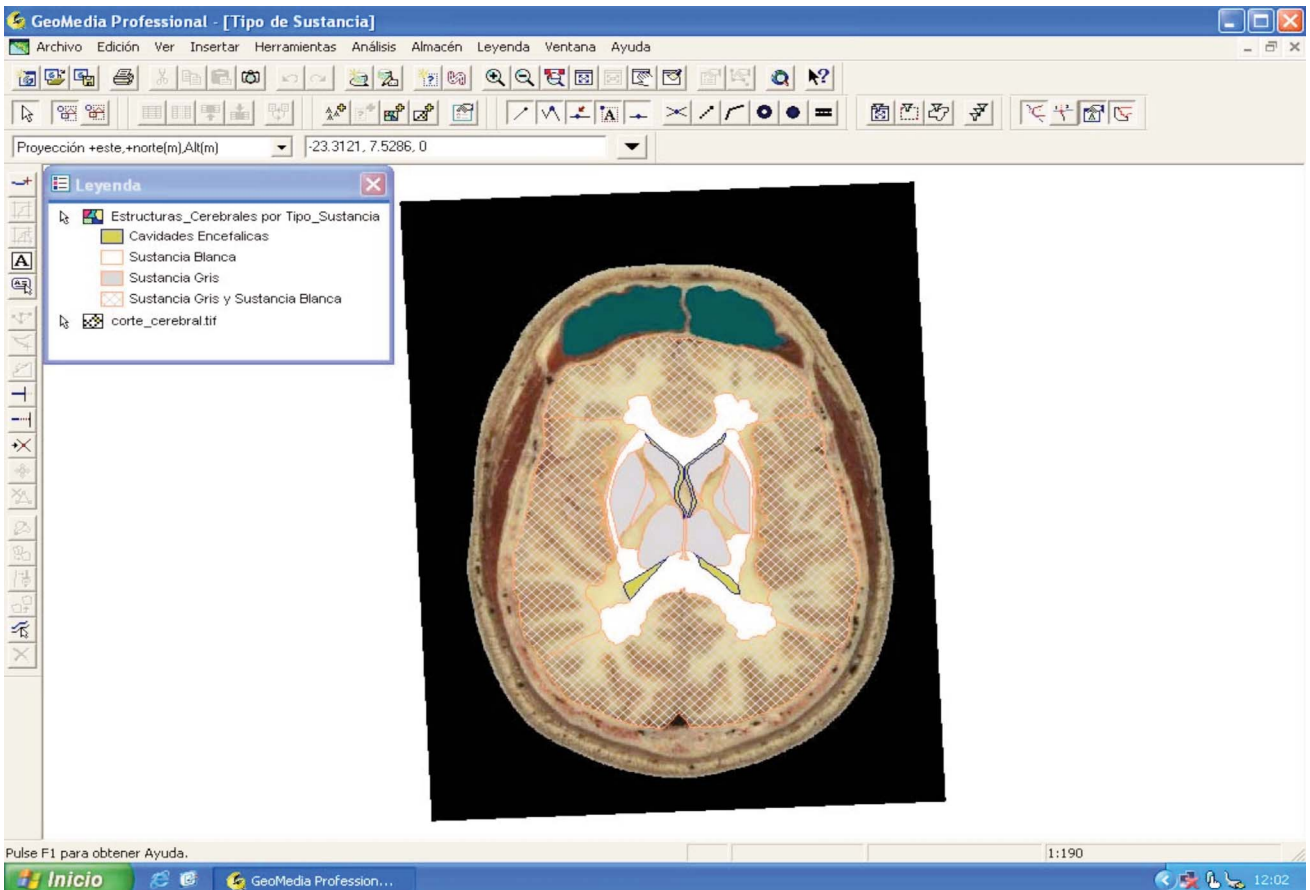 GeoMedia Professional - [Tipo de Sustancia]
Archivo Edición Ver Insertar Herramientas Análisis Almacén Leyenda Ventana Ayuda
Proyección +este,+norte(m),Alt(m) -23.3121, 7.5286, 0
Leyenda
Estructuras_Cerebrales por Tipo_Sustancia
Cavidades Encefalicas
Sustancia Blanca
Sustancia Gris
Sustancia Gris y Sustancia Blanca
corte_cerebral.tif
Pulse F1 para obtener Ayuda. 1:190
Inicio GeoMedia Profession... 12:02